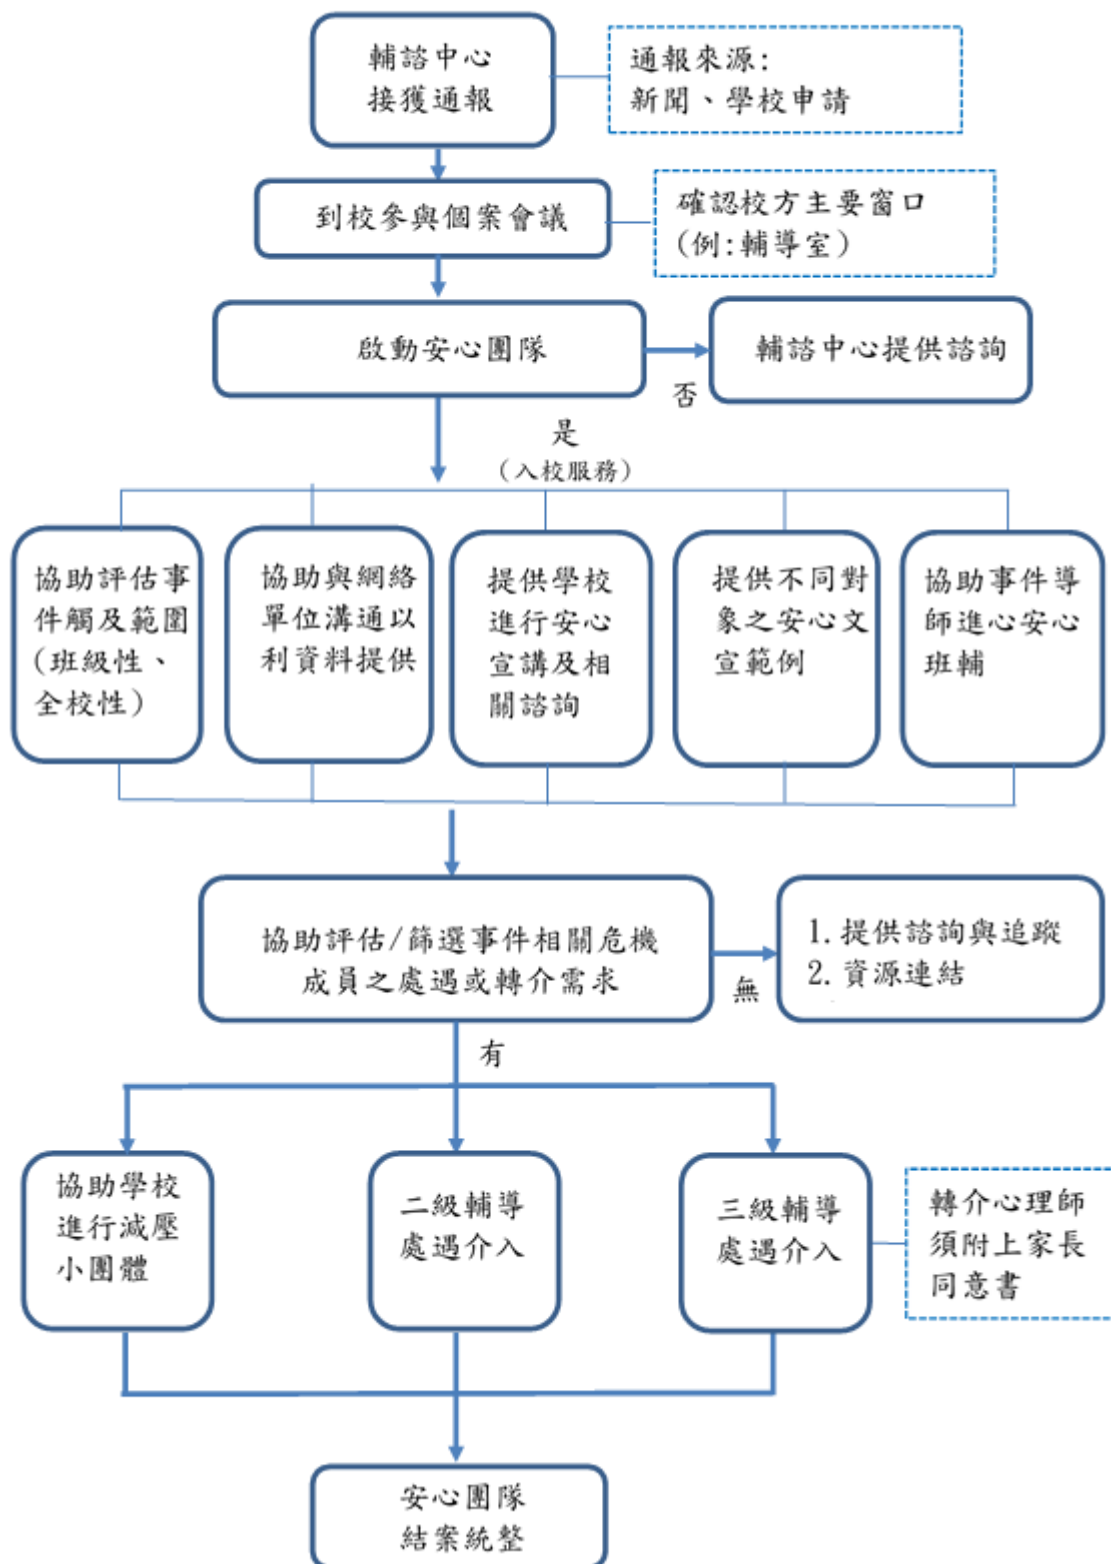 輔諮中心
接獲通報
通報來源:
新聞、學校申請
到校參與個案會議
確認校方主要窗口
(例:輔導室)
啟動安心團隊
輔諮中心提供諮詢
否
是
(入校服務)
協助評估事
件觸及範圍
(班級性、
全校性)
協助與網絡
單位溝通以
利資料提供
提供學校
進行安心
宣講及相
關諮詢
提供不同對
象之安心文
宣範例
協助事件導
師進心安心
班輔
協助評估/篩選事件相關危機
成員之處遇或轉介需求
無
1. 提供諮詢與追蹤
2. 資源連結
有
協助學校
進行減壓
小團體
二級輔導
處遇介入
三級輔導
處遇介入
轉介心理師
須附上家長
同意書
安心團隊
結案統整